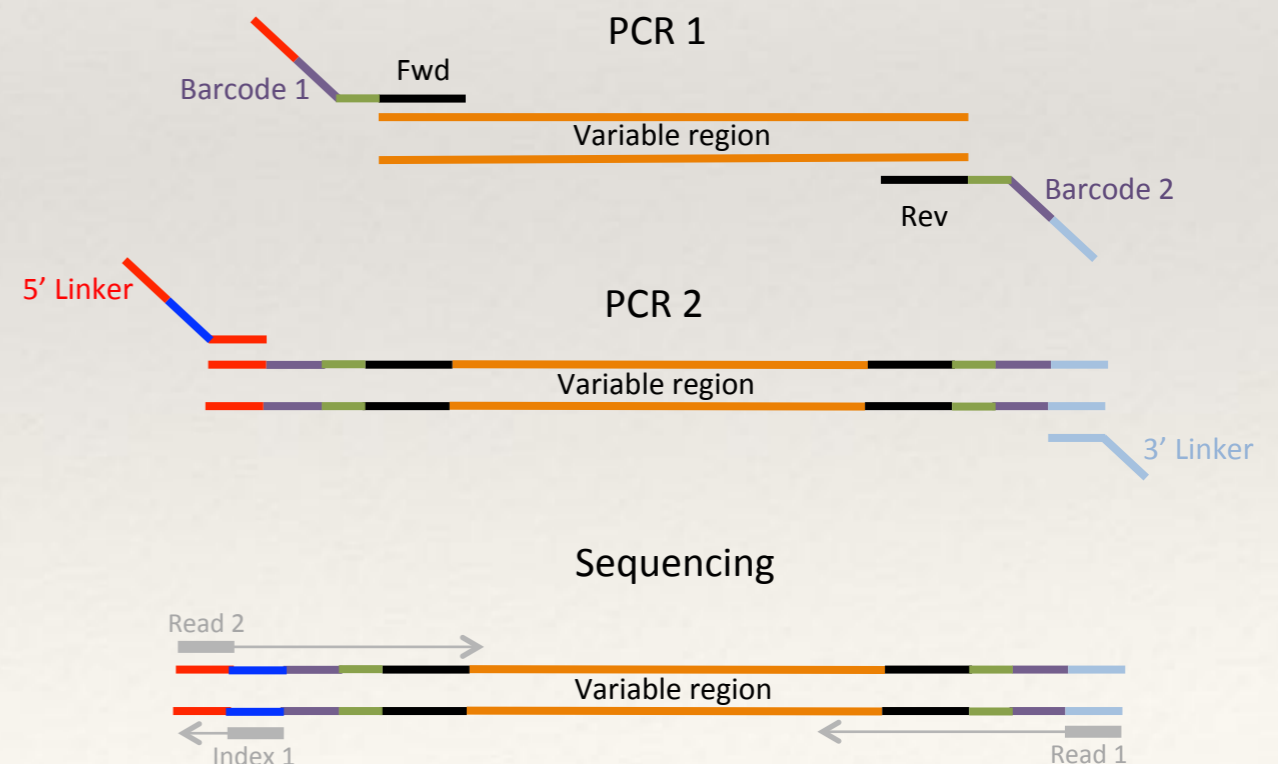 PCR 1
Fwd
Barcode 1
Variable region
Barcode 2
Rev
5’ Linker
PCR 2
Variable region
3’ Linker
Sequencing
Read 2
Variable region
Index 1
Read 1